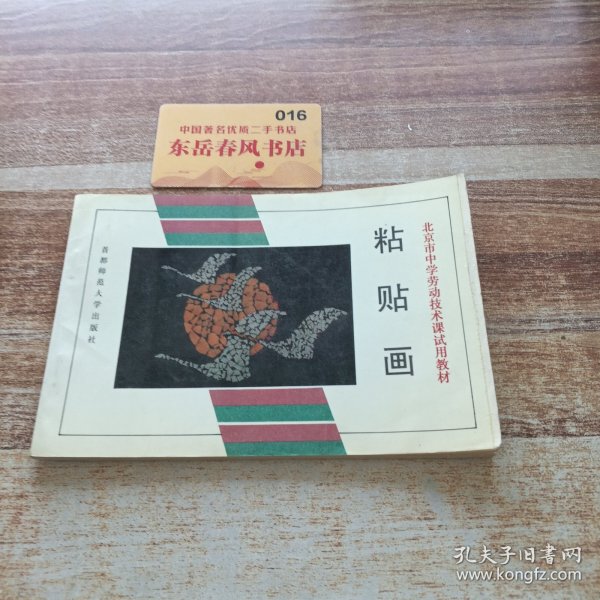 016
中国著名优质二手书店
东岳春风书店
北京市中学劳动技术课试用教材
粘贴画
首都师范大学出版社
孔夫子旧书网
www.kongfz.com